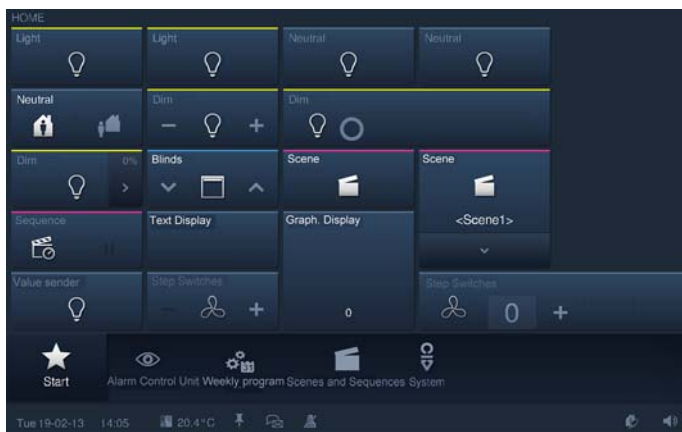 HOME
Light Light Neutral Neutral
Neutral Dim Dim
Dim 0% Blinds Scene Scene
<Scene1>
Sequence Text Display Graph. Display
Value sender Step Switches 0 Step Switches
0
Start Alarm Control Unit Weekly program Scenes and Sequences System
31
Tue 19-02-13 14:05 20.4°C